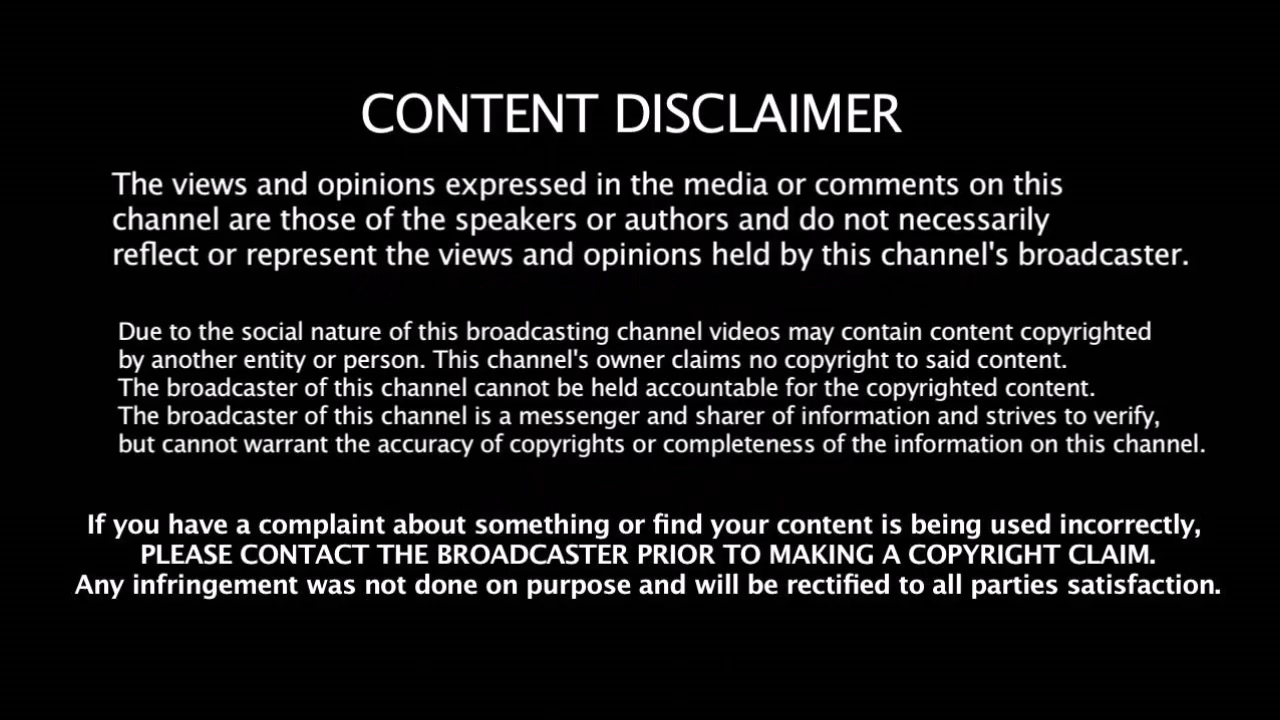 CONTENT DISCLAIMER
The views and opinions expressed in the media or comments on this
channel are those of the speakers or authors and do not necessarily
reflect or represent the views and opinions held by this channel's broadcaster.
Due to the social nature of this broadcasting channel videos may contain content copyrighted
by another entity or person. This channel's owner claims no copyright to said content.
The broadcaster of this channel cannot be held accountable for the copyrighted content.
The broadcaster of this channel is a messenger and sharer of information and strives to verify,
but cannot warrant the accuracy of copyrights or completeness of the information on this channel.
If you have a complaint about something or find your content is being used incorrectly,
PLEASE CONTACT THE BROADCASTER PRIOR TO MAKING A COPYRIGHT CLAIM.
Any infringement was not done on purpose and will be rectified to all parties satisfaction.